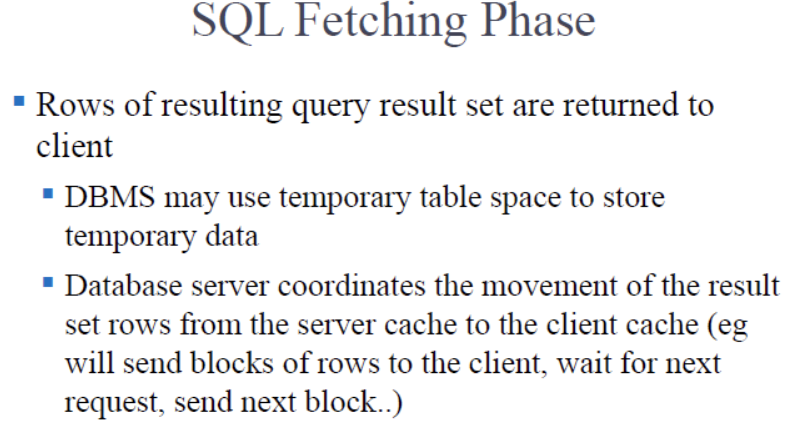 SQL Fetching Phase
▪ Rows of resulting query result set are returned to
client
▪ DBMS may use temporary table space to store
temporary data
▪ Database server coordinates the movement of the result
set rows from the server cache to the client cache (eg
will send blocks of rows to the client, wait for next
request, send next block..)